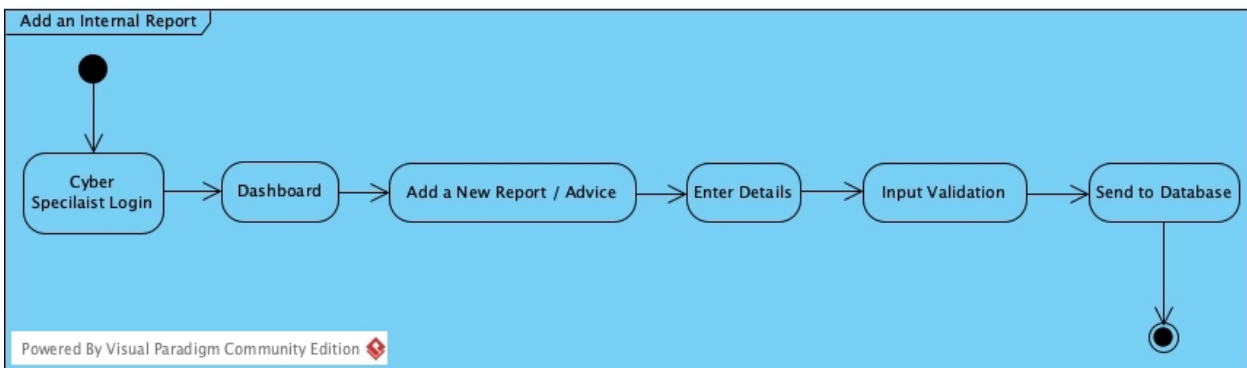 Add an Internal Report
Cyber
Specilaist Login
Dashboard
Add a New Report / Advice
Enter Details
Input Validation
Send to Database
Powered By Visual Paradigm Community Edition